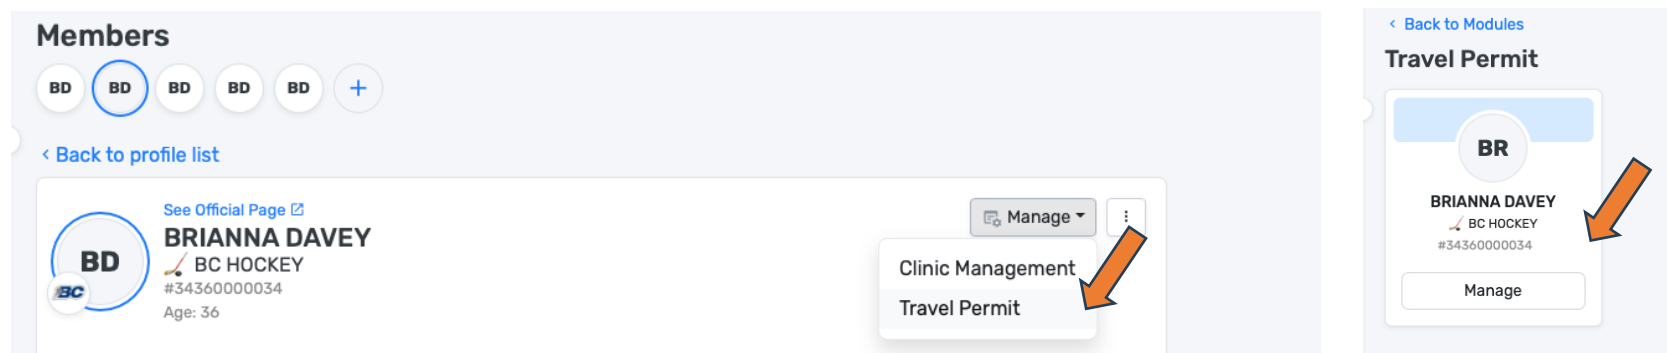 Members
BD BD BD BD BD +
Back to profile list
See Official Page
BRIANNA DAVEY
BD
BC HOCKEY
BC
#34360000034
Age: 36
Manage
Clinic Management
Travel Permit
Back to Modules
Travel Permit
BR
BRIANNA DAVEY
BC HOCKEY
#34360000034
Manage